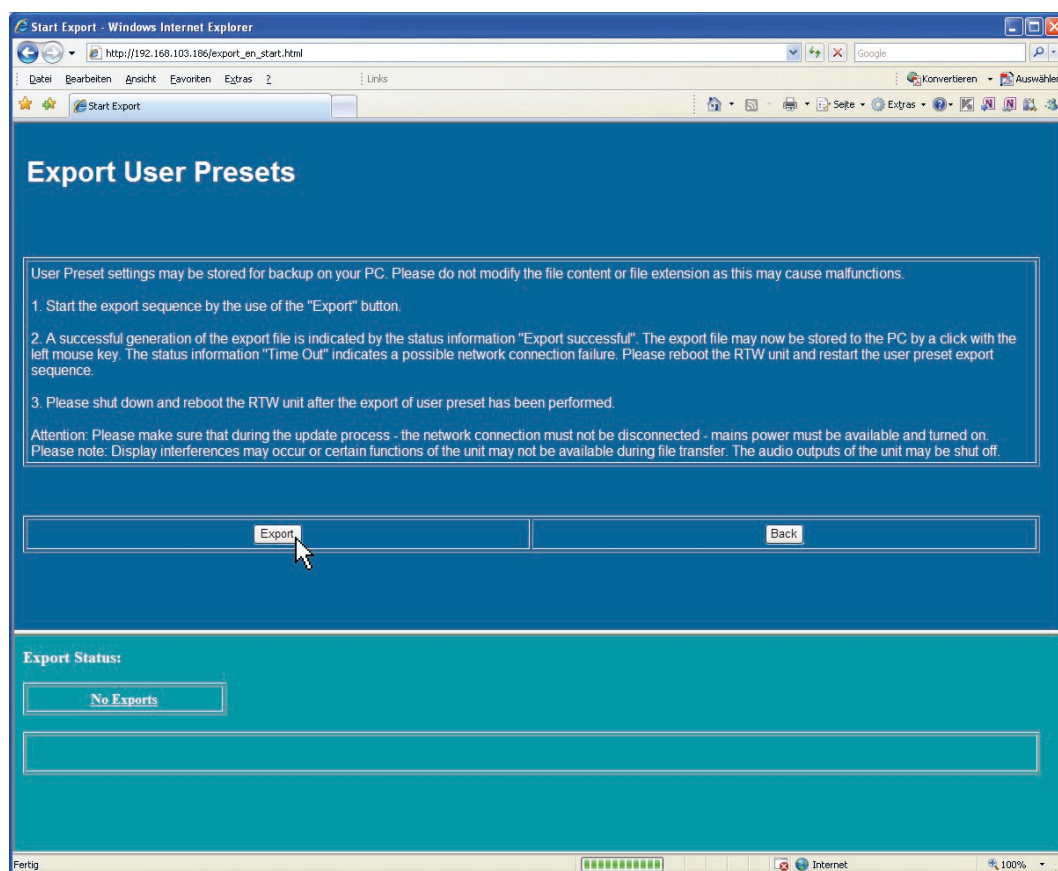 Start Export - Windows Internet Explorer
http://192.168.103.186/export_en_start.html
Google
Datei Bearbeiten Ansicht Favoriten Extras ? Links Konvertieren Auswählen
Start Export Seite Extras
Export User Presets
User Preset settings may be stored for backup on your PC. Please do not modify the file content or file extension as this may cause malfunctions.
1. Start the export sequence by the use of the "Export" button.
2. A successful generation of the export file is indicated by the status information "Export successful". The export file may now be stored to the PC by a click with the
left mouse key. The status information "Time Out" indicates a possible network connection failure. Please reboot the RTW unit and restart the user preset export
sequence.
3. Please shut down and reboot the RTW unit after the export of user preset has been performed.
Attention: Please make sure that during the update process - the network connection must not be disconnected - mains power must be available and turned on.
Please note: Display interferences may occur or certain functions of the unit may not be available during file transfer. The audio outputs of the unit may be shut off.
Export Back
Export Status:
No Exports
Fertig Internet 100%